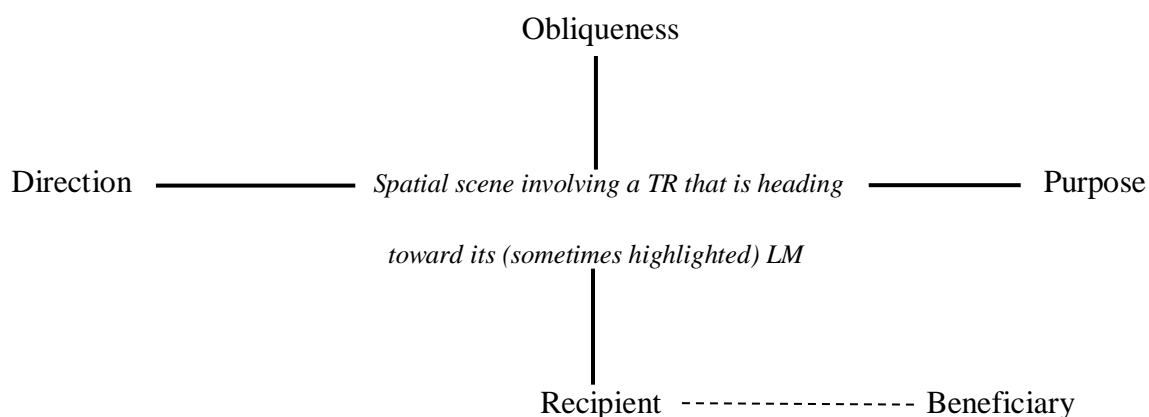 Obliqueness
Direction
Spatial scene involving a TR that is heading
Purpose
toward its (sometimes highlighted) LM
Recipient
Beneficiary